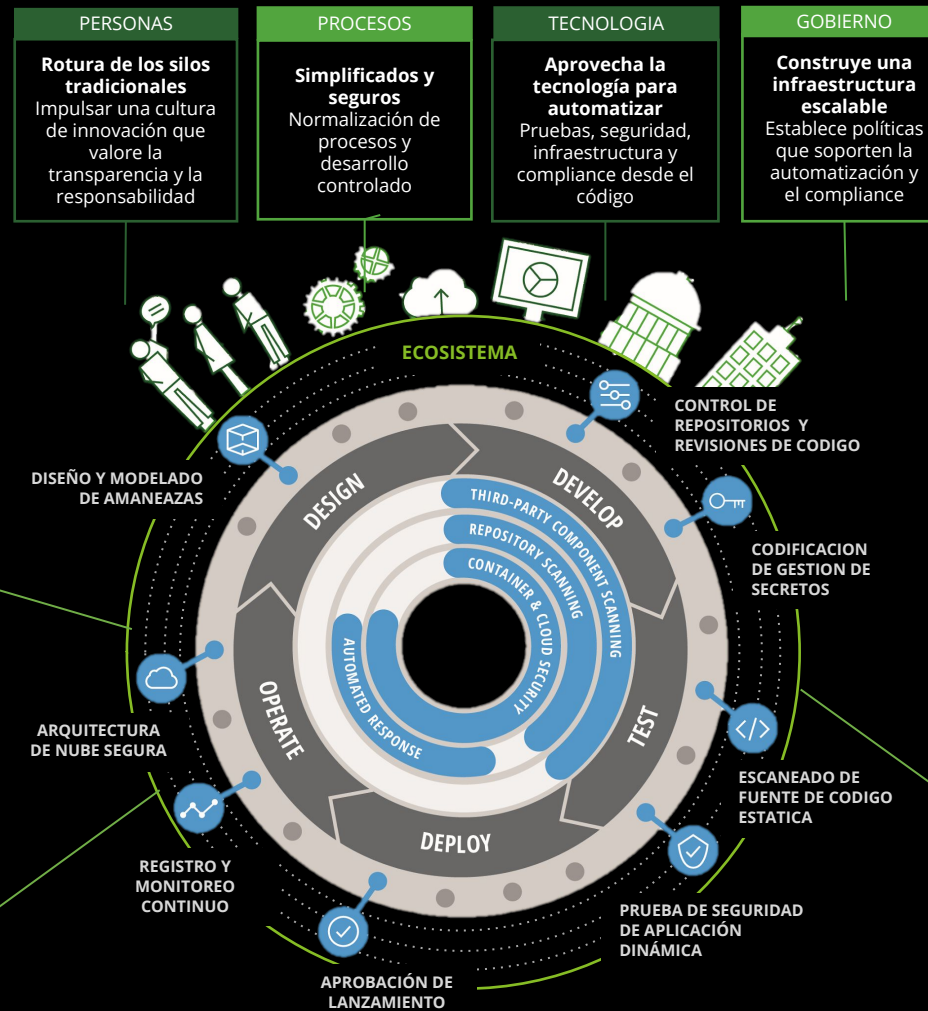 PERSONAS
Rotura de los silos
tradicionales
Impulsar una cultura
de innovación que
valore la
transparencia y la
responsabilidad
PROCESOS
Simplificados y
seguros
Normalización de
procesos y
desarrollo
controlado
TECNOLOGIA
Aprovecha la
tecnología para
automatizar
Pruebas, seguridad,
infraestructura y
compliance desde el
código
GOBIERNO
Construye una
infraestructura
escalable
Establece políticas
que soporten la
automatización y
el compliance
ECOSISTEMA
DISEÑO Y MODELADO
DE AMANEAZAS
CONTROL DE
REPOSITORIOS Y
REVISIONES DE CODIGO
DESIGN
DEVELOP
THIRD-PARTY COMPONENT SCANNING
REPOSITORY SCANNING
CONTAINER & CLOUD SECURITY
CODIFICACION
DE GESTION DE
SECRETOS
AUTOMATED RESPONSE
OPERATE
TEST
ARQUITECTURA
DE NUBE SEGURA
</>
ESCANEADO DE
FUENTE DE CODIGO
ESTATICA
DEPLOY
REGISTRO Y
MONITOREO
CONTINUO
PRUEBA DE SEGURIDAD
DE APLICACIÓN
DINÁMICA
APROBACIÓN DE
LANZAMIENTO